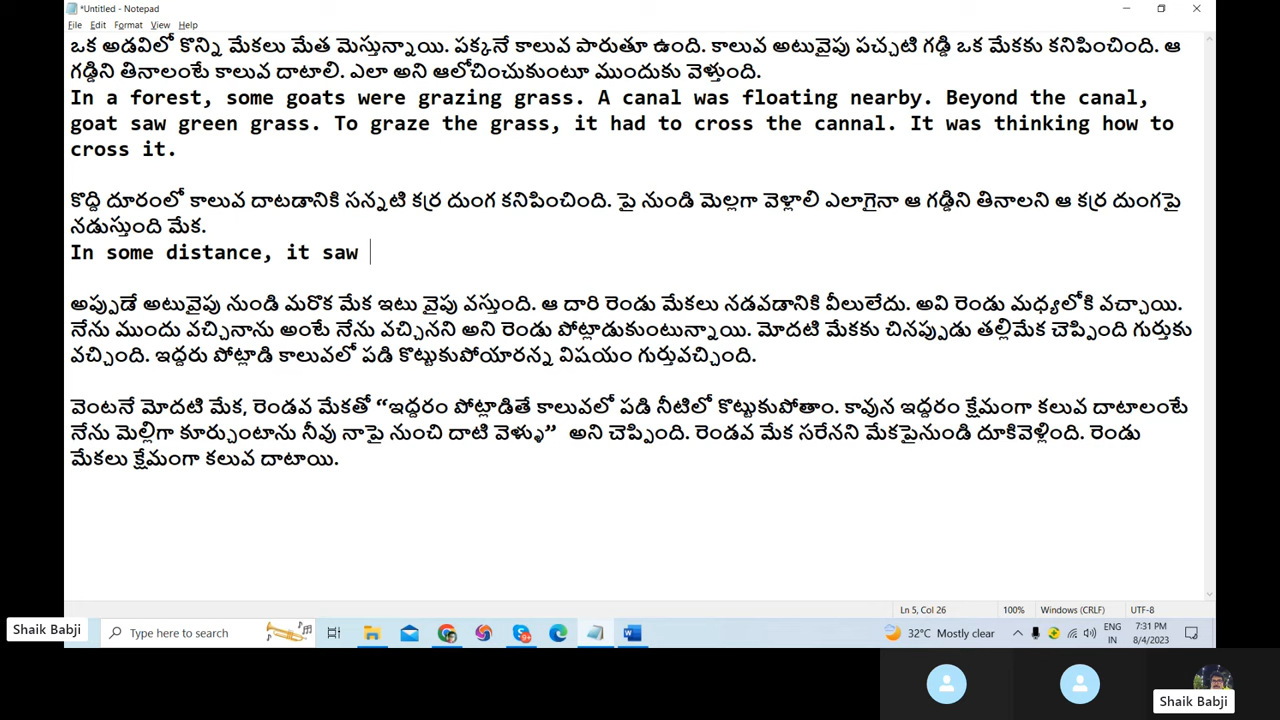 *Untitled - Notepad
File Edit Format View Help
ఒక అడవిలో కొన్ని మేకలు మేత మెస్తున్నాయి. పక్కనే కాలువ పారుతూ ఉంది. కాలువ అటువైపు పచ్చటి గడ్డి ఒక మేకకు కనిపించింది. ఆ
గడ్డిని తినాలంటే కాలువ దాటాలి. ఎలా అని ఆలోచించుకుంటూ ముందుకు వెళ్తుంది.
In a forest, some goats were grazing grass. A canal was floating nearby. Beyond the canal,
goat saw green grass. To graze the grass, it had to cross the cannal. It was thinking how to
cross it.
కొద్ది దూరంలో కాలువ దాటడానికి సన్నటి కర్ర దుంగ కనిపించింది. పై నుండి మెల్లగా వెళ్లాలి ఎలాగైనా ఆ గడ్డిని తినాలని ఆ కర్ర దుంగపై
నడుస్తుంది మేక.
In some distance, it saw
అప్పుడే అటువైపు నుండి మరొక మేక ఇటు వైపు వస్తుంది. ఆ దారి రెండు మేకలు నడవడానికి వీలులేదు. అవి రెండు మధ్యలోకి వచ్చాయి.
నేను ముందు వచ్చినాను అంటే నేను వచ్చినని అని రెండు పోట్లాడుకుంటున్నాయి. మోదటి మేకకు చినప్పుడు తల్లిమేక చెప్పింది గుర్తుకు
వచ్చింది. ఇద్దరు పోట్లాడి కాలువలో పడి కొట్టుకుపోయారన్న విషయం గుర్తువచ్చింది.
వెంటనే మోదటి మేక, రెండవ మేకతో “ఇద్దరం పోట్లాడితే కాలువలో పడి నీటిలో కొట్టుకుపోతాం. కావున ఇద్దరం క్షేమంగా కలువ దాటాలంటే
నేను మెల్లిగా కూర్చుంటాను నీవు నాపై నుంచి దాటి వెళ్ళు” అని చెప్పింది. రెండవ మేక సరేనని మేకపైనుండి దూకివెళ్లింది. రెండు
మేకలు క్షేమంగా కలువ దాటాయి.
Ln 5, Col 26 100% Windows (CRLF) UTF-8
Shaik Babji Type here to search 32°C Mostly clear ENG IN 7:31 PM 8/4/2023
Shaik Babji